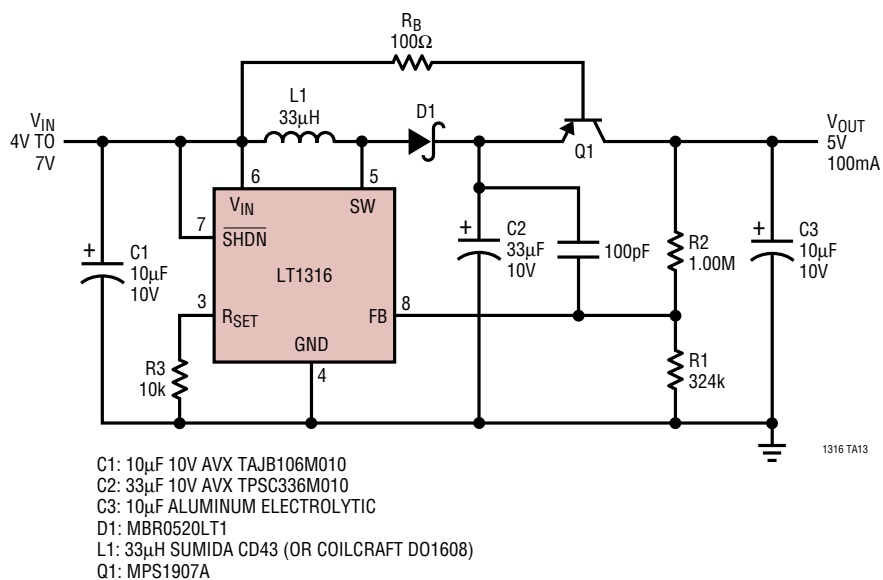 RB
100Ω
L1
33µH
D1
Q1
VIN
4V TO
7V
VOUT
5V
100mA
6
5
VIN
SW
7
SHDN
LT1316
3
RSET
FB
8
GND
4
+
C1
10µF
10V
R3
10k
+
C2
33µF
10V
100pF
R2
1.00M
R1
324k
+
C3
10µF
10V
1316 TA13
C1: 10µF 10V AVX TAJB106M010
C2: 33µF 10V AVX TPSC336M010
C3: 10µF ALUMINUM ELECTROLYTIC
D1: MBR0520LT1
L1: 33µH SUMIDA CD43 (OR COILCRAFT DO1608)
Q1: MPS1907A